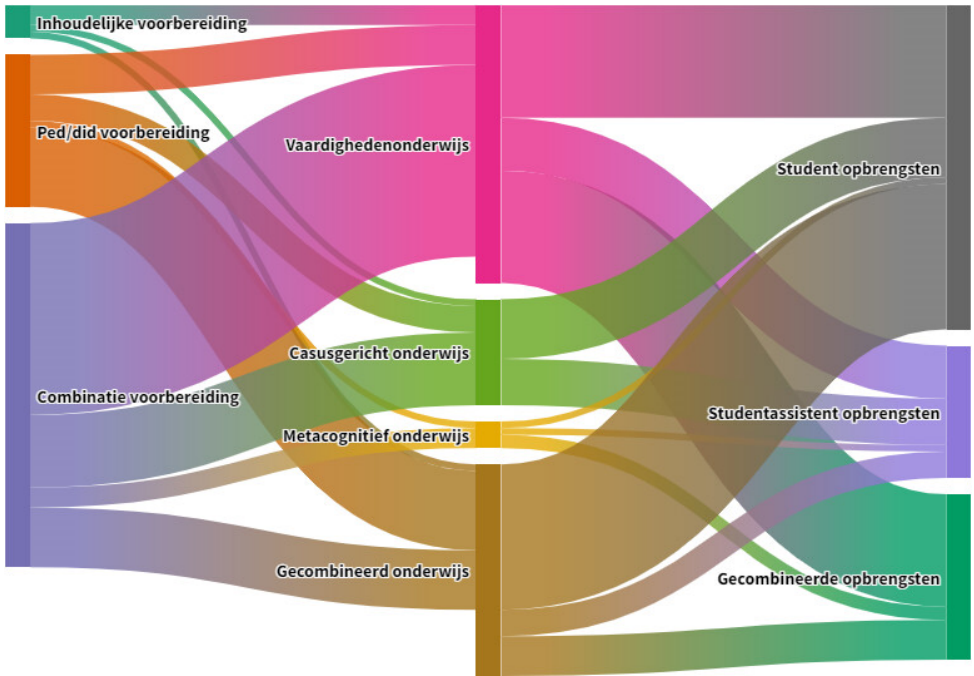 Inhoudelijke voorbereiding
Ped/did voorbereiding
Combinatie voorbereiding
Vaardighedenonderwijs
Casusgericht onderwijs
Metacognitief onderwijs
Gecombineerd onderwijs
Student opbrengsten
Studentassistent opbrengsten
Gecombineerde opbrengsten